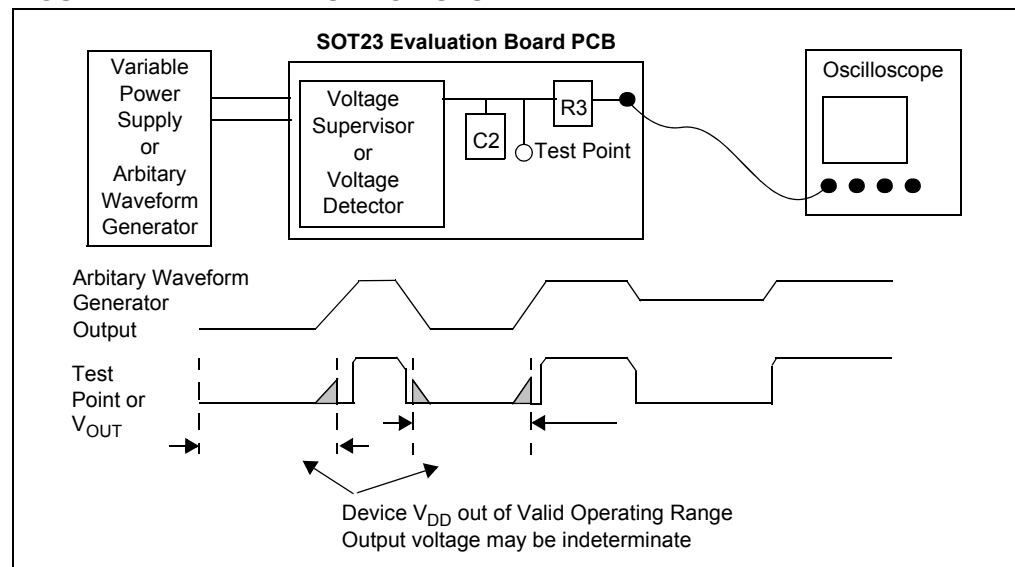 SOT23 Evaluation Board PCB
Variable
Power
Supply
or
Arbitary
Waveform
Generator
Voltage
Supervisor
or
Voltage
Detector
C2
R3
Test Point
Oscilloscope
Arbitary Waveform
Generator
Output
Test
Point or
VOUT
Device VDD out of Valid Operating Range
Output voltage may be indeterminate